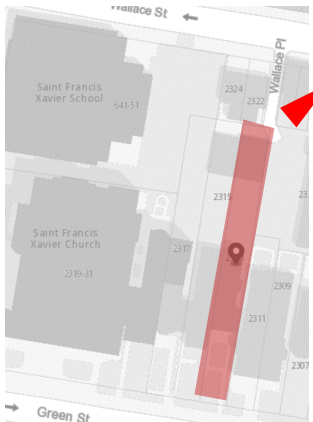 Wallace St
Wallace Pl
Saint Francis
Xavier School
641-51
2324
2322
2315
Saint Francis
Xavier Church
2319-31
2317
2309
2311
2307
Green St